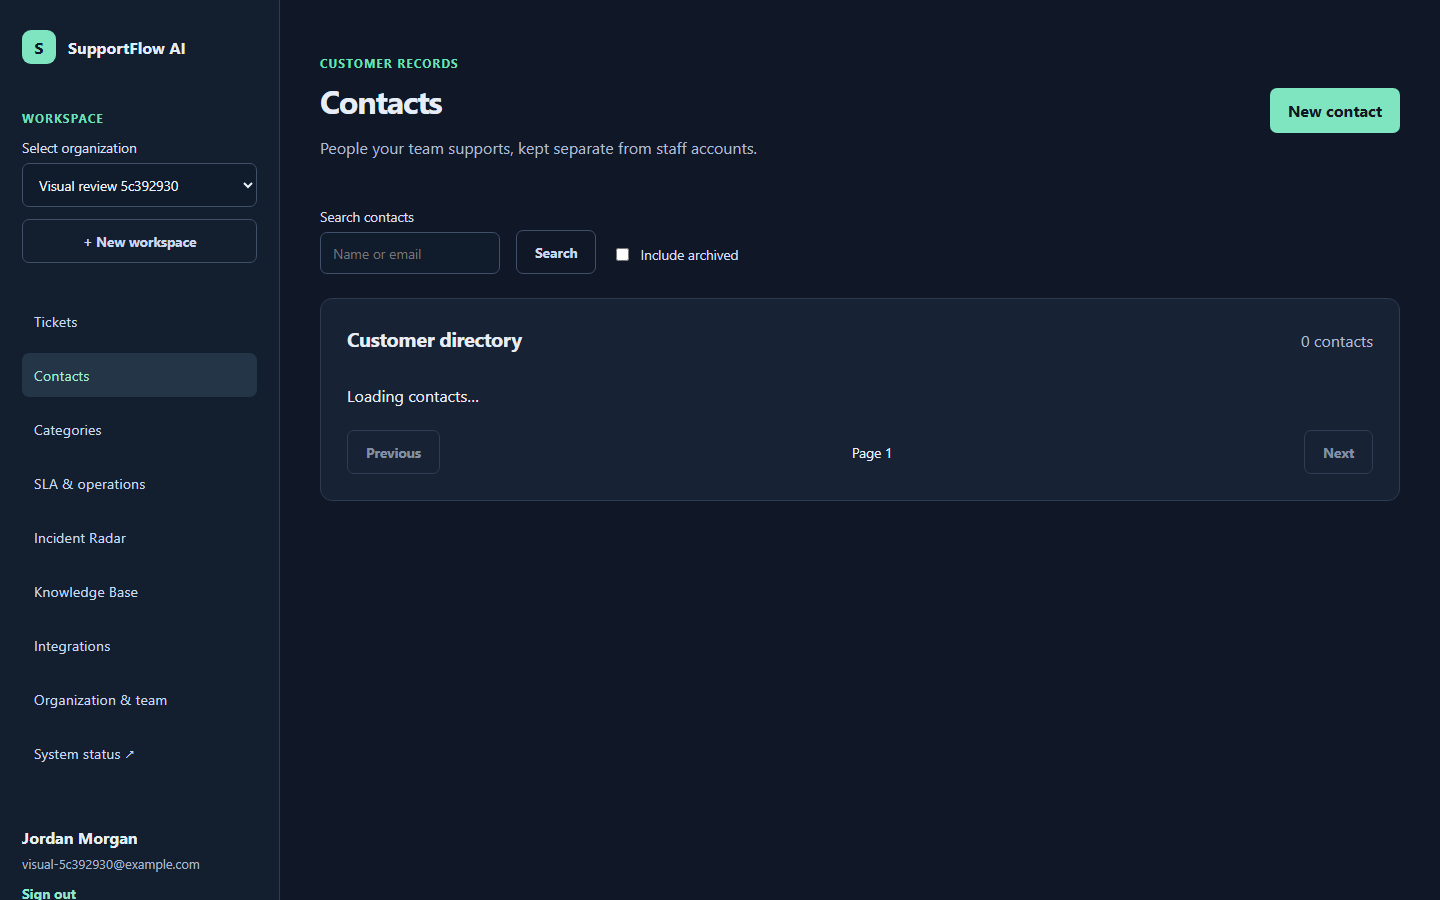 S SupportFlow AI
WORKSPACE
Select organization
Visual review 5c392930
+ New workspace
Tickets
Contacts
Categories
SLA & operations
Incident Radar
Knowledge Base
Integrations
Organization & team
System status ↗
Jordan Morgan
visual-5c392930@example.com
Sign out
CUSTOMER RECORDS
Contacts
People your team supports, kept separate from staff accounts.
New contact
Search contacts
Name or email
Search
Include archived
Customer directory
0 contacts
Loading contacts...
Previous
Page 1
Next